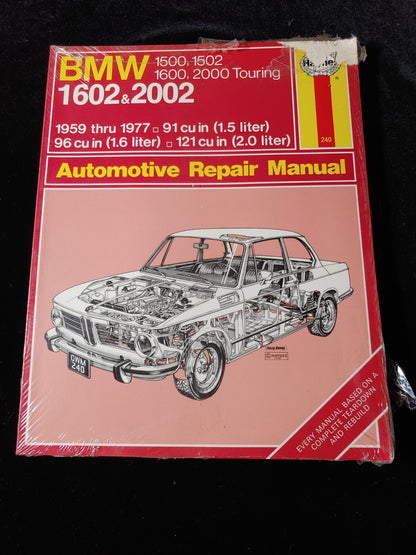 BMW 1500, 1502
1600, 2000 Touring
1602 & 2002
1959 thru 1977 □ 91 cu in (1.5 liter)
96 cu in (1.6 liter) □ 121 cu in (2.0 liter)
240
Automotive Repair Manual
OWM
240
EVERY MANUAL BASED ON A
COMPLETE TEARDOWN
AND REBUILD